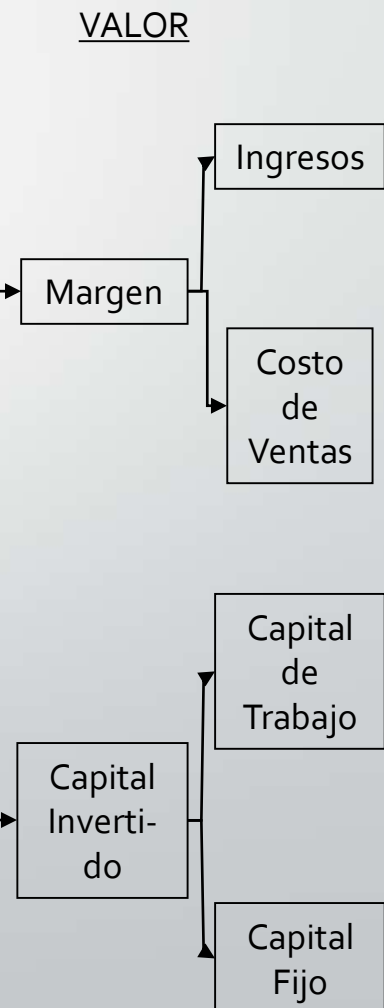 VALOR
Ingresos
Margen
Costo
de
Ventas
Capital
de
Trabajo
Capital
Inverti-
do
Capital
Fijo